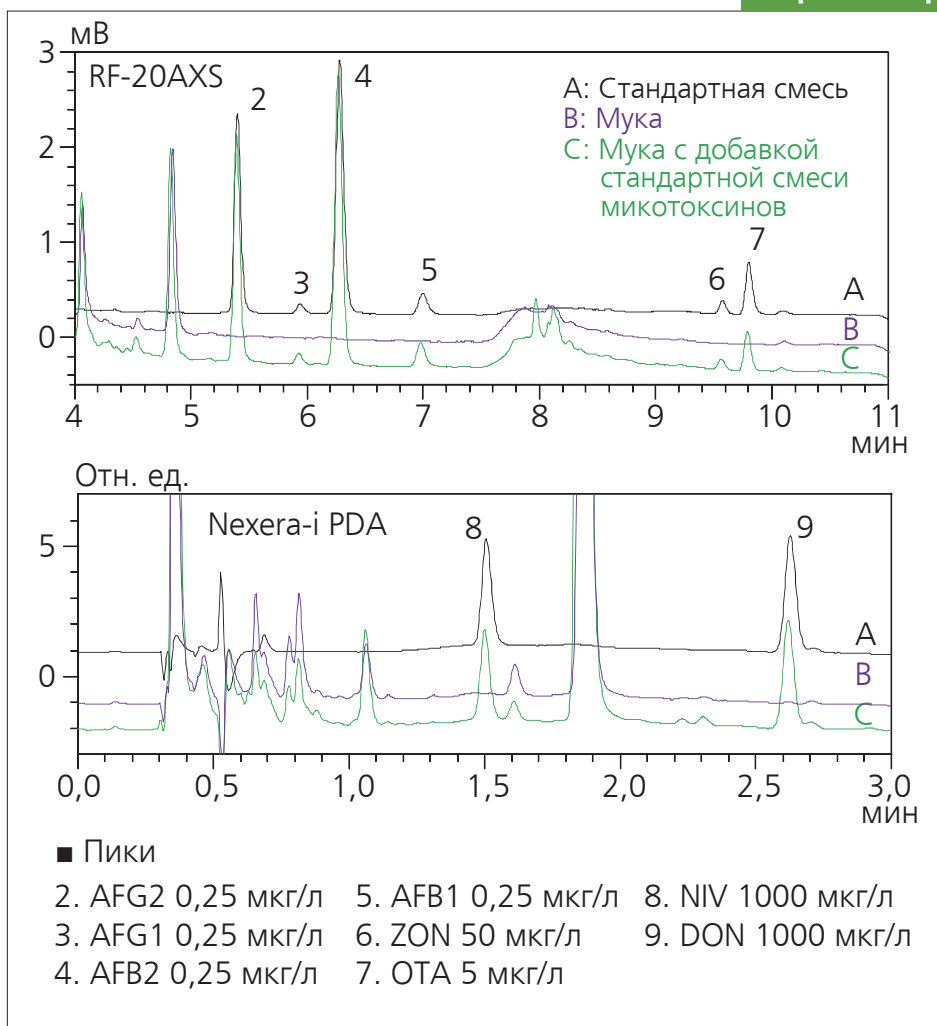 мВ
3
RF-20AXS
2
4
A: Стандартная смесь
B: Мука
C: Мука с добавкой
стандартной смеси
микотоксинов
2
1
3
5
6
7
A
B
C
0
4 5 6 7 8 9 10 11
мин
Отн. ед.
Nexera-i PDA
8
9
5
A
B
C
0
0,0 0,5 1,0 1,5 2,0 2,5 3,0
мин
■ Пики
2. AFG2 0,25 мкг/л 5. AFB1 0,25 мкг/л 8. NIV 1000 мкг/л
3. AFG1 0,25 мкг/л 6. ZON 50 мкг/л 9. DON 1000 мкг/л
4. AFB2 0,25 мкг/л 7. OTA 5 мкг/л